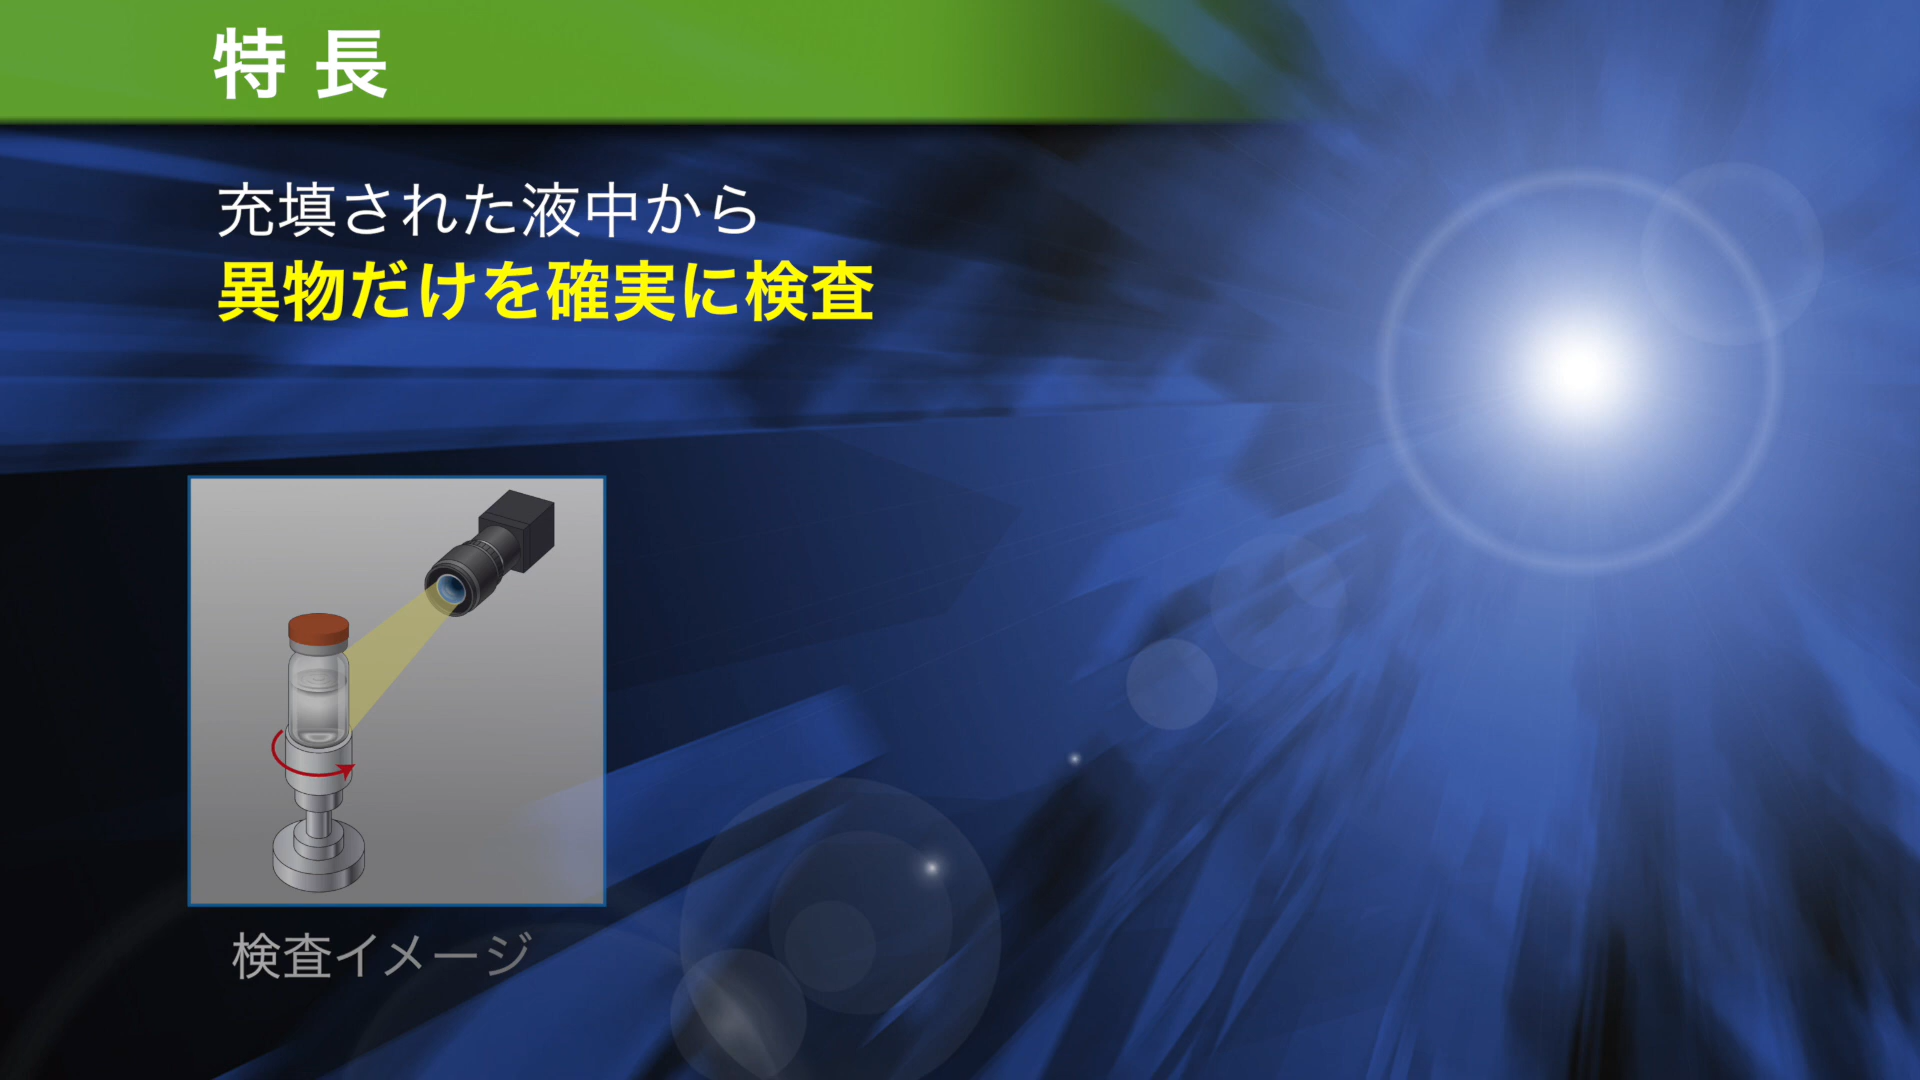 特長
充填された液中から
異物だけを確実に検査
検査イメージ